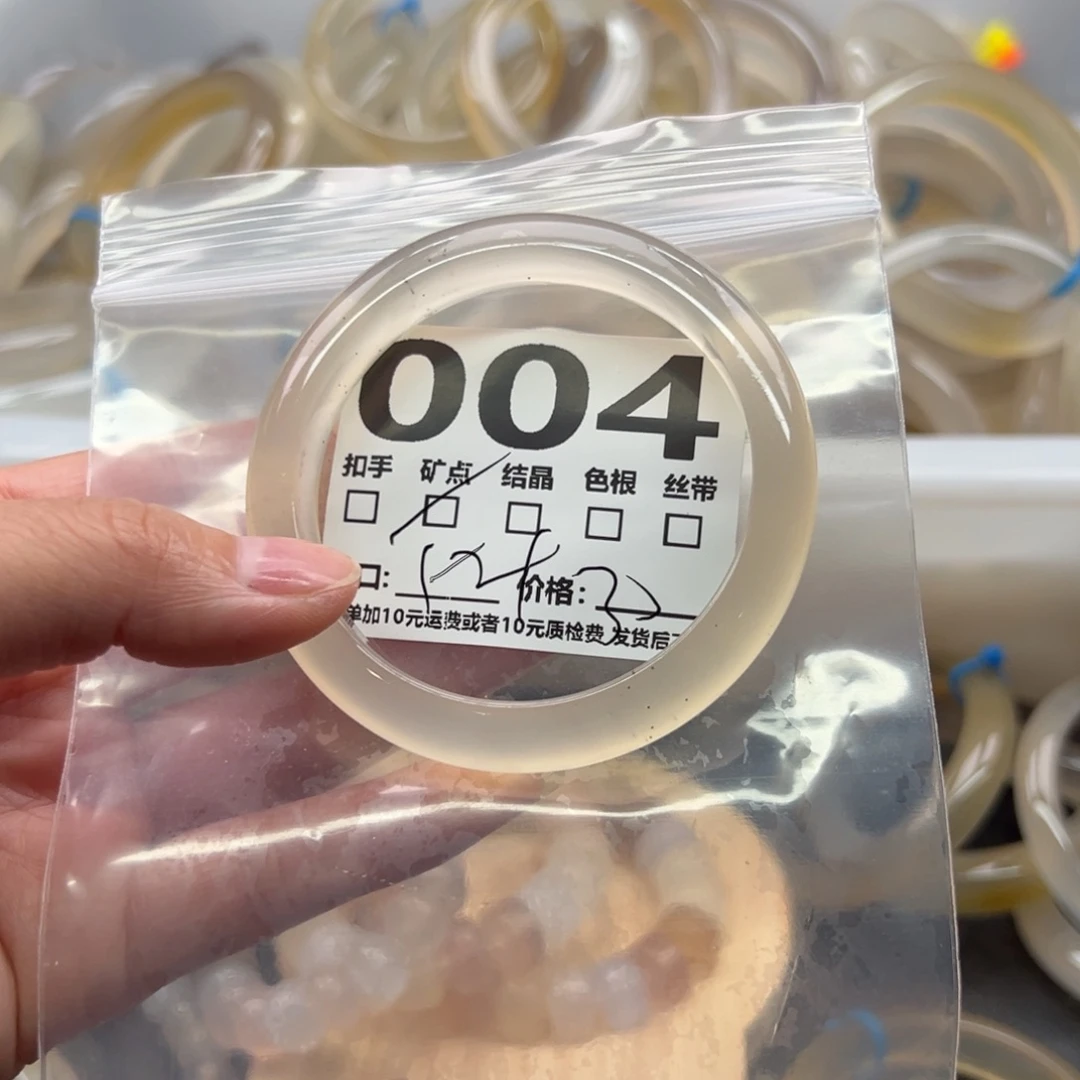 004
扣手 矿点 结晶 色根 丝带
口: 价格:
单加10元运费或者10元质检费 发货后